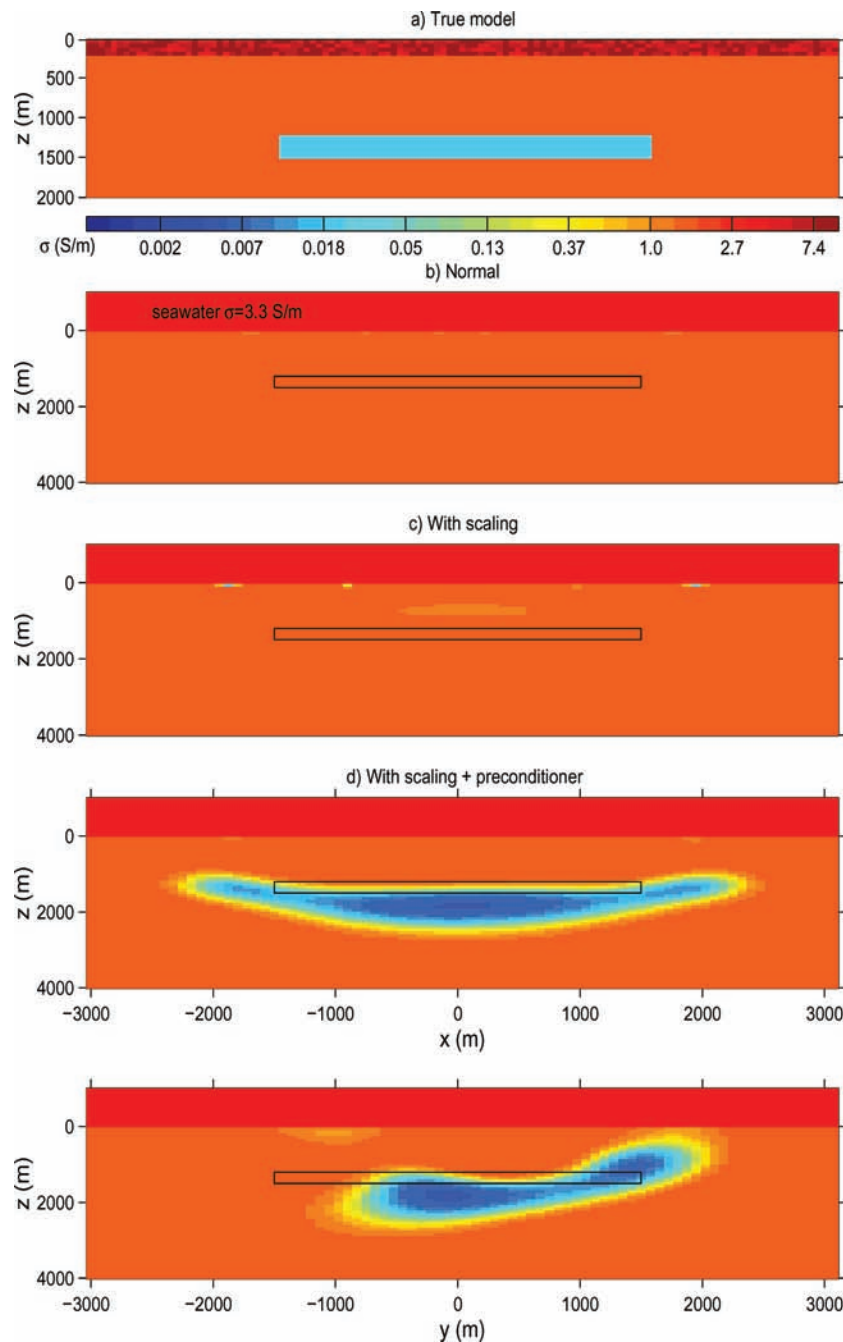 a) True model
0
500
1000
1500
2000
z (m)
σ (S/m) 0.002 0.007 0.018 0.05 0.13 0.37 1.0 2.7 7.4
b) Normal
seawater σ=3.3 S/m
0
2000
4000
z (m)
c) With scaling
0
2000
4000
z (m)
d) With scaling + preconditioner
0
2000
4000
z (m)
−3000 −2000 −1000 0 1000 2000 3000
x (m)
0
2000
4000
z (m)
−3000 −2000 −1000 0 1000 2000 3000
y (m)